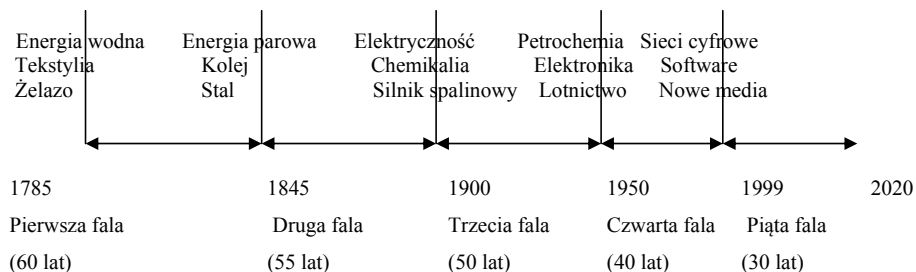 Energia wodna Energia parowa Elektryczność Petrochemia Sieci cyfrowe
Tekstylia Kolej Chemikalia Elektronika Software
Żelazo Stal Silnik spalinowy Lotnictwo Nowe media
1785 1845 1900 1950 1999 2020
Pierwsza fala Druga fala Trzecia fala Czwarta fala Piąta fala
(60 lat) (55 lat) (50 lat) (40 lat) (30 lat)